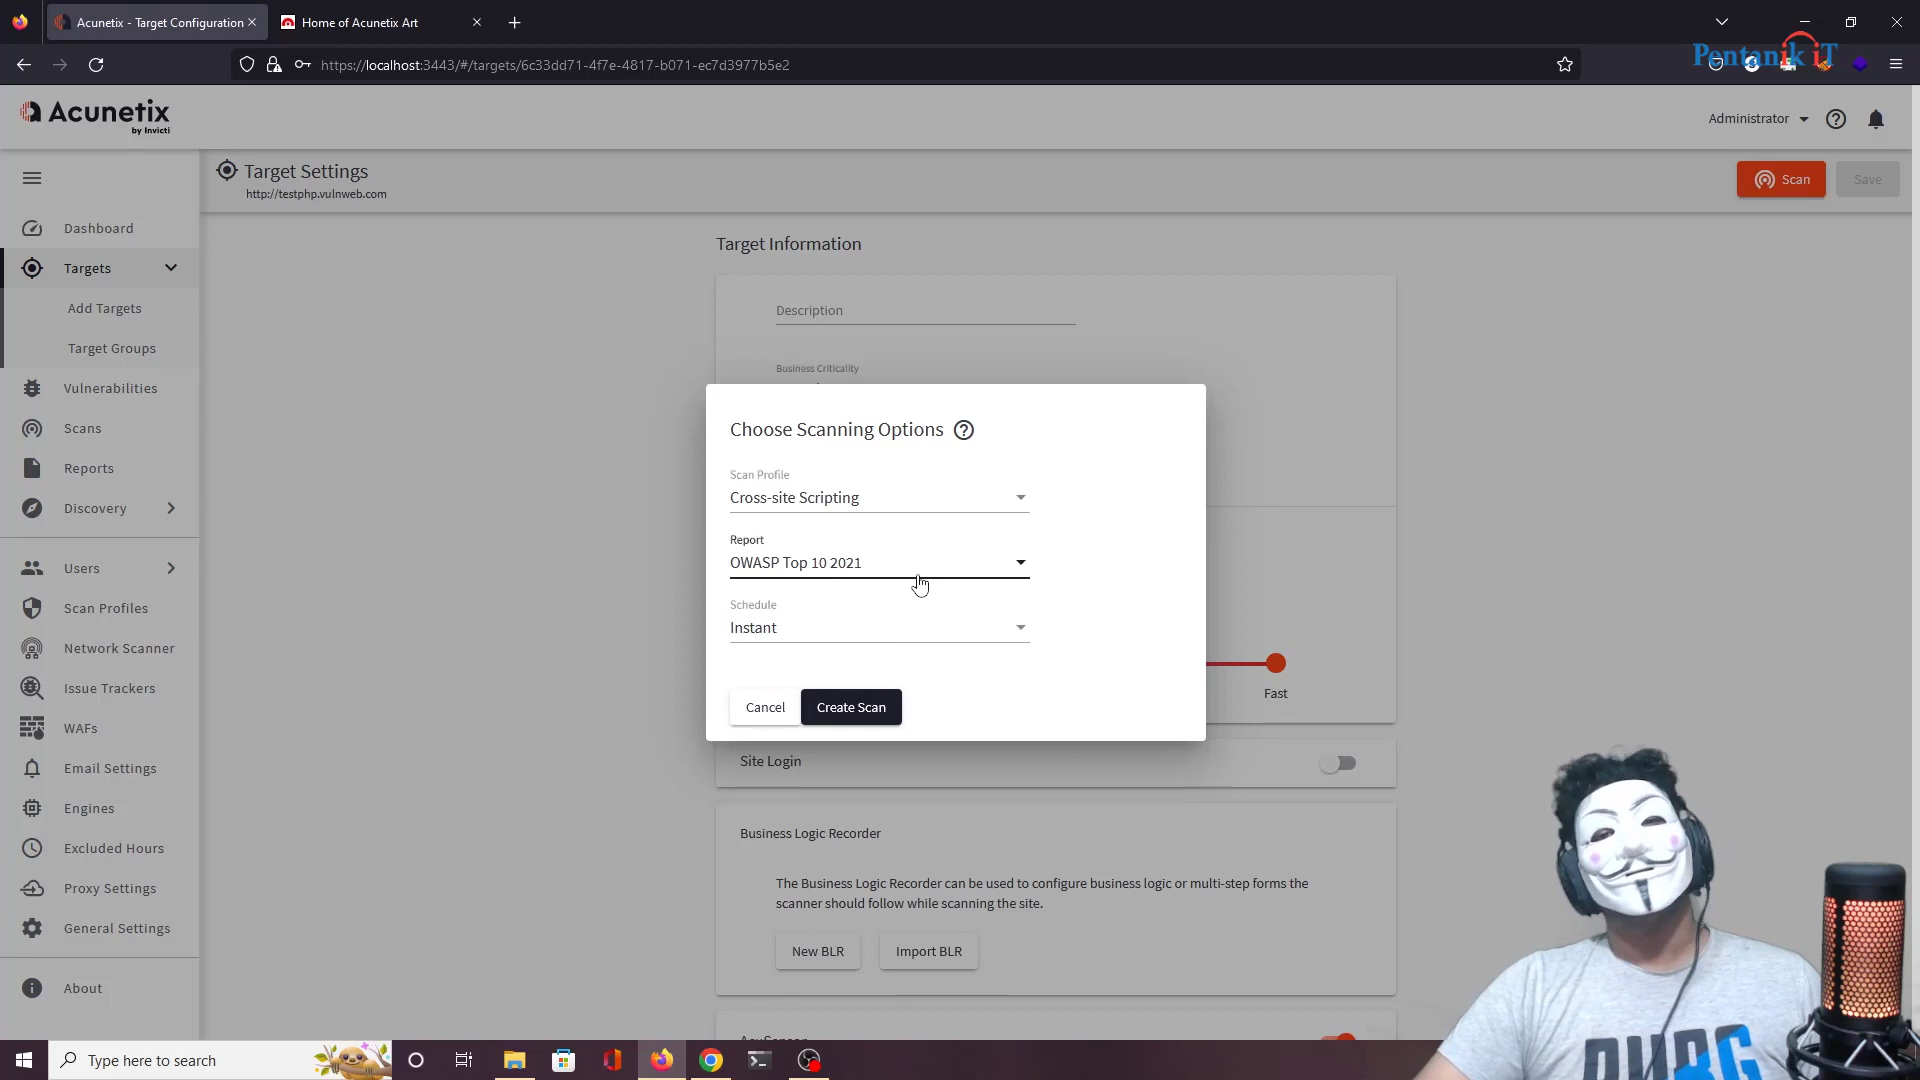 Acunetix - Target Configuration
Home of Acunetix Art
https://localhost:3443/#/targets/6c33dd71-4f7e-4817-b071-ec7d3977b5e2
Pentanik iT
Acunetix
by Invicti
Administrator
Target Settings
http://testphp.vulnweb.com
Scan
Save
Dashboard
Targets
Add Targets
Target Groups
Vulnerabilities
Scans
Reports
Discovery
Users
Scan Profiles
Network Scanner
Issue Trackers
WAFs
Email Settings
Engines
Excluded Hours
Proxy Settings
General Settings
About
Target Information
Description
Business Criticality
Choose Scanning Options
Scan Profile
Cross-site Scripting
Report
OWASP Top 10 2021
Schedule
Instant
Cancel
Create Scan
Fast
Site Login
Business Logic Recorder
The Business Logic Recorder can be used to configure business logic or multi-step forms the
scanner should follow while scanning the site.
New BLR
Import BLR
Type here to search
PUBG